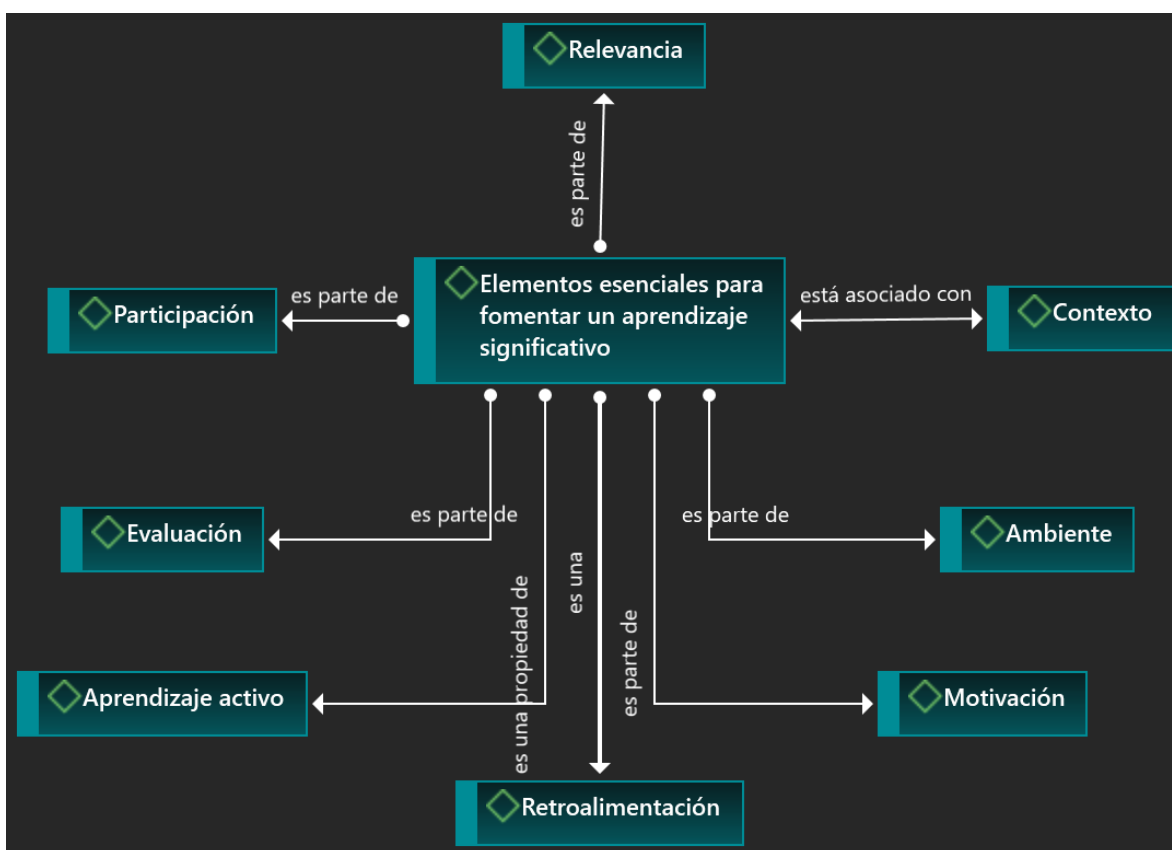 Relevancia
es parte de
Elementos esenciales para
fomentar un aprendizaje
significativo
es parte de
Participación
está asociado con
Contexto
es parte de
Evaluación
es parte de
Ambiente
es una propiedad de
Aprendizaje activo
es una
es parte de
Motivación
Retroalimentación